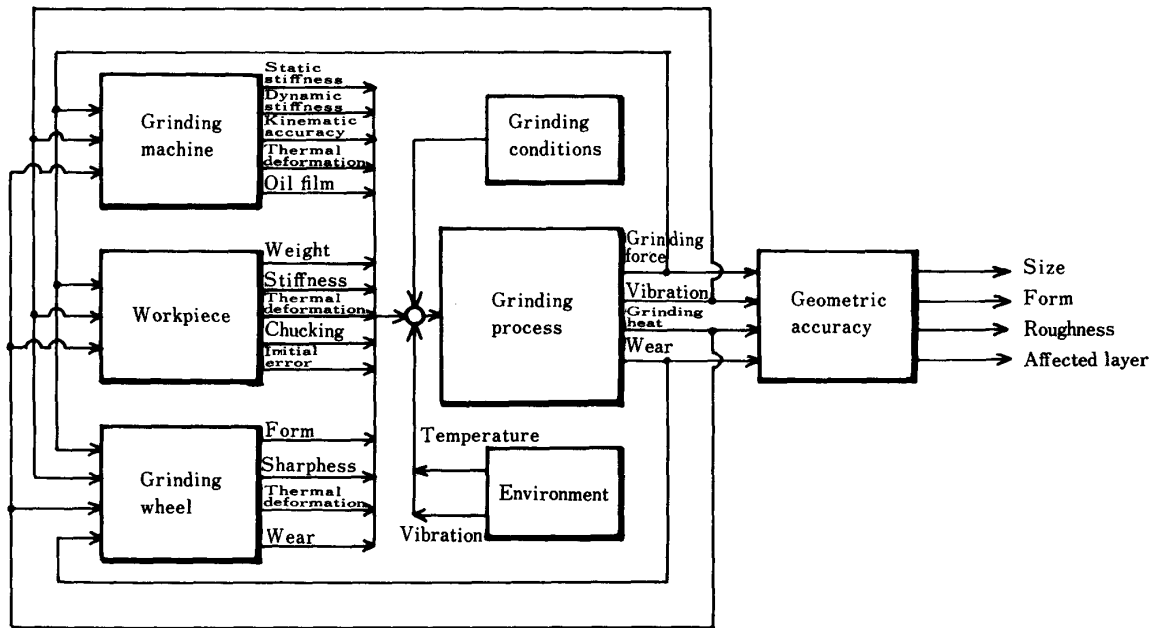 Static
stiffness
Dynamic
stiffness
Kinematic
accuracy
Thermal
deformation
Oil film
Grinding
machine
Grinding
conditions
Weight
Stiffness
Thermal
deformation
Chucking
Initial
error
Workpiece
Grinding
process
Grinding
force
Vibration
Grinding
heat
Wear
Geometric
accuracy
Size
Form
Roughness
Affected layer
Form
Sharphess
Thermal
deformation
Wear
Grinding
wheel
Temperature
Environment
Vibration